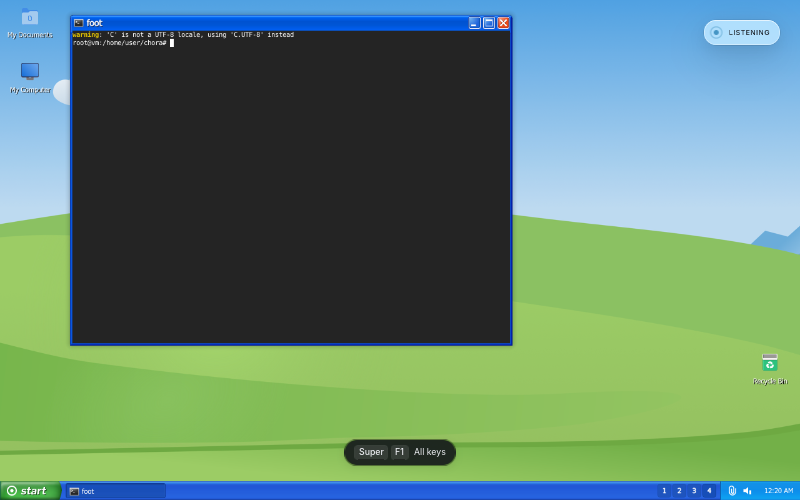 My Documents
My Computer
foot
warning: 'C' is not a UTF-8 locale, using 'C.UTF-8' instead
root@vm:/home/user/chora#
LISTENING
Recycle Bin
Super F1 All keys
start
foot
1 2 3 4
12:20 AM